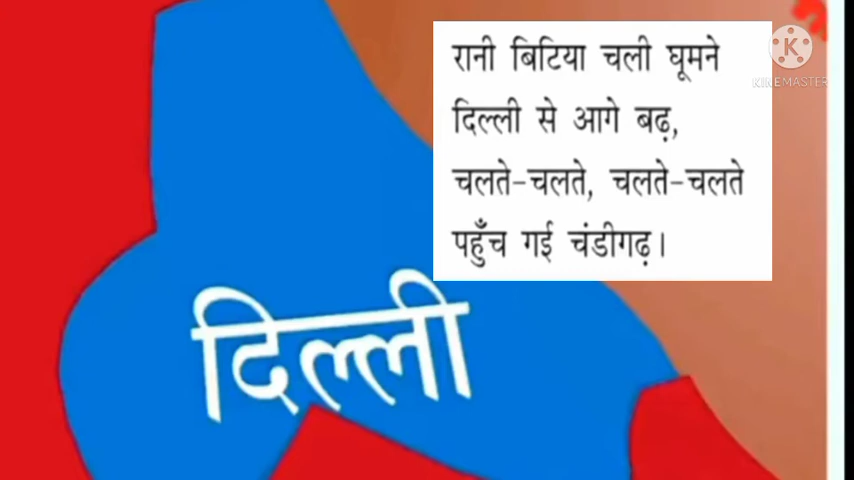 रानी बिटिया चली घूमने
दिल्ली से आगे बढ़,
चलते-चलते, चलते-चलते
पहुँच गई चंडीगढ़।
दिल्ली
KINEMASTER